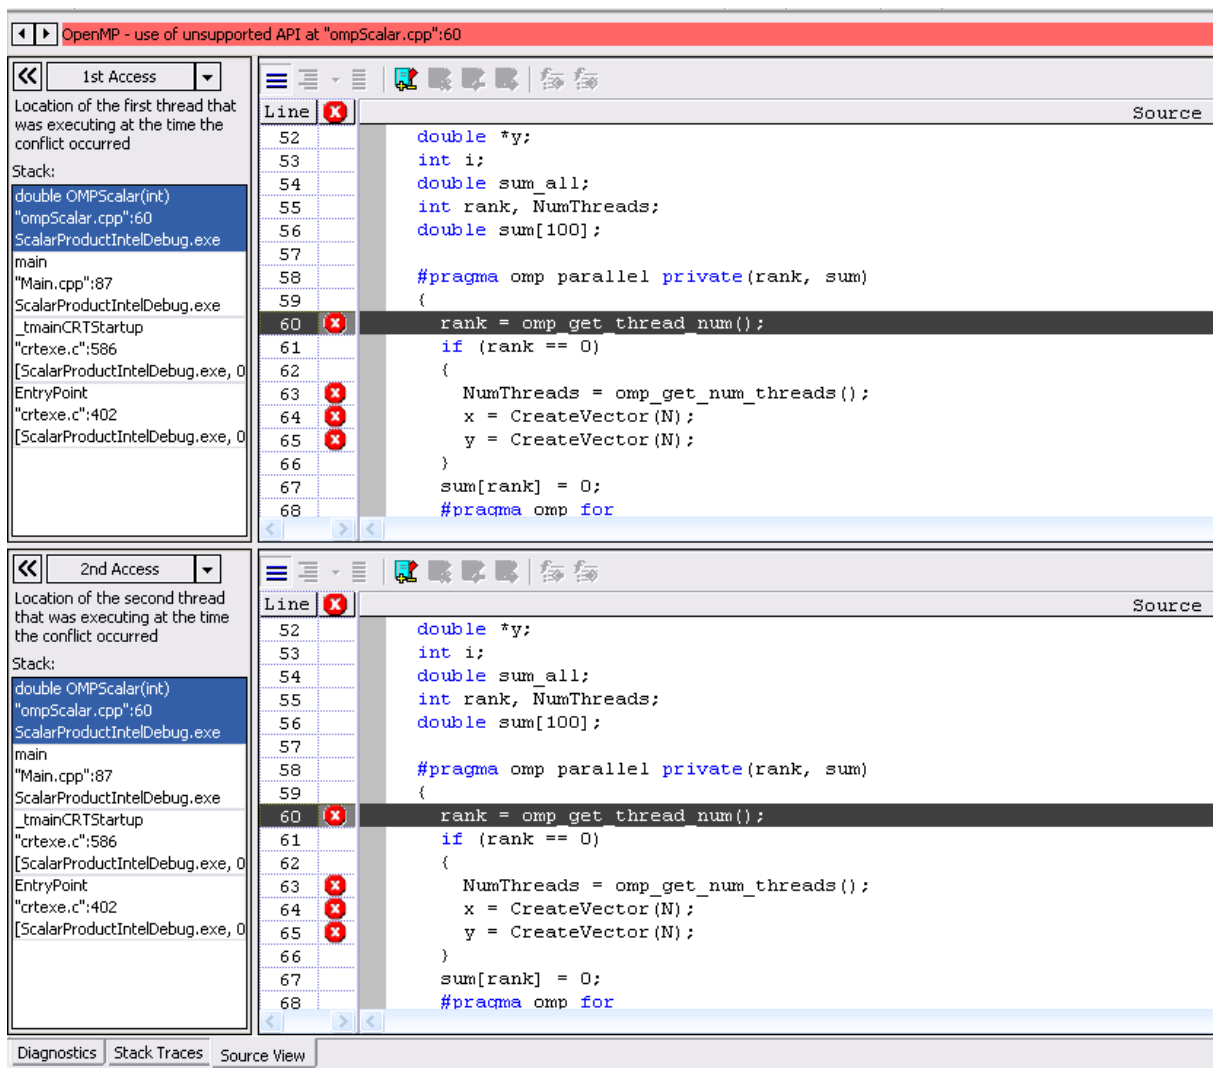 OpenMP - use of unsupported API at "ompScalar.cpp":60
1st Access
Location of the first thread that
was executing at the time the
conflict occurred
Stack:
double OMPScalar(int)
"ompScalar.cpp":60
ScalarProductIntelDebug.exe
main
"Main.cpp":87
ScalarProductIntelDebug.exe
_tmainCRTStartup
"crtexe.c":586
[ScalarProductIntelDebug.exe, 0
EntryPoint
"crtexe.c":402
[ScalarProductIntelDebug.exe, 0
Line Source
52 double *y;
53 int i;
54 double sum_all;
55 int rank, NumThreads;
56 double sum[100];
57
58 #pragma omp parallel private(rank, sum)
59 {
60 rank = omp_get_thread_num();
61 if (rank == 0)
62 {
63 NumThreads = omp_get_num_threads();
64 x = CreateVector(N);
65 y = CreateVector(N);
66 }
67 sum[rank] = 0;
68 #pragma omp for
2nd Access
Location of the second thread
that was executing at the time
the conflict occurred
Stack:
double OMPScalar(int)
"ompScalar.cpp":60
ScalarProductIntelDebug.exe
main
"Main.cpp":87
ScalarProductIntelDebug.exe
_tmainCRTStartup
"crtexe.c":586
[ScalarProductIntelDebug.exe, 0
EntryPoint
"crtexe.c":402
[ScalarProductIntelDebug.exe, 0
Line Source
52 double *y;
53 int i;
54 double sum_all;
55 int rank, NumThreads;
56 double sum[100];
57
58 #pragma omp parallel private(rank, sum)
59 {
60 rank = omp_get_thread_num();
61 if (rank == 0)
62 {
63 NumThreads = omp_get_num_threads();
64 x = CreateVector(N);
65 y = CreateVector(N);
66 }
67 sum[rank] = 0;
68 #pragma omp for
Diagnostics Stack Traces Source View